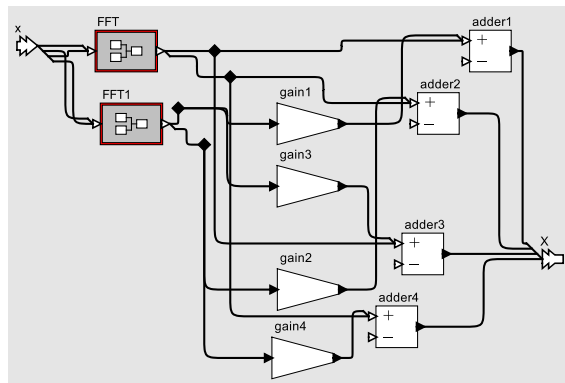 x
FFT
adder1
+
−
FFT1
gain1
adder2
+
−
gain3
adder3
+
−
X
gain2
adder4
+
−
gain4